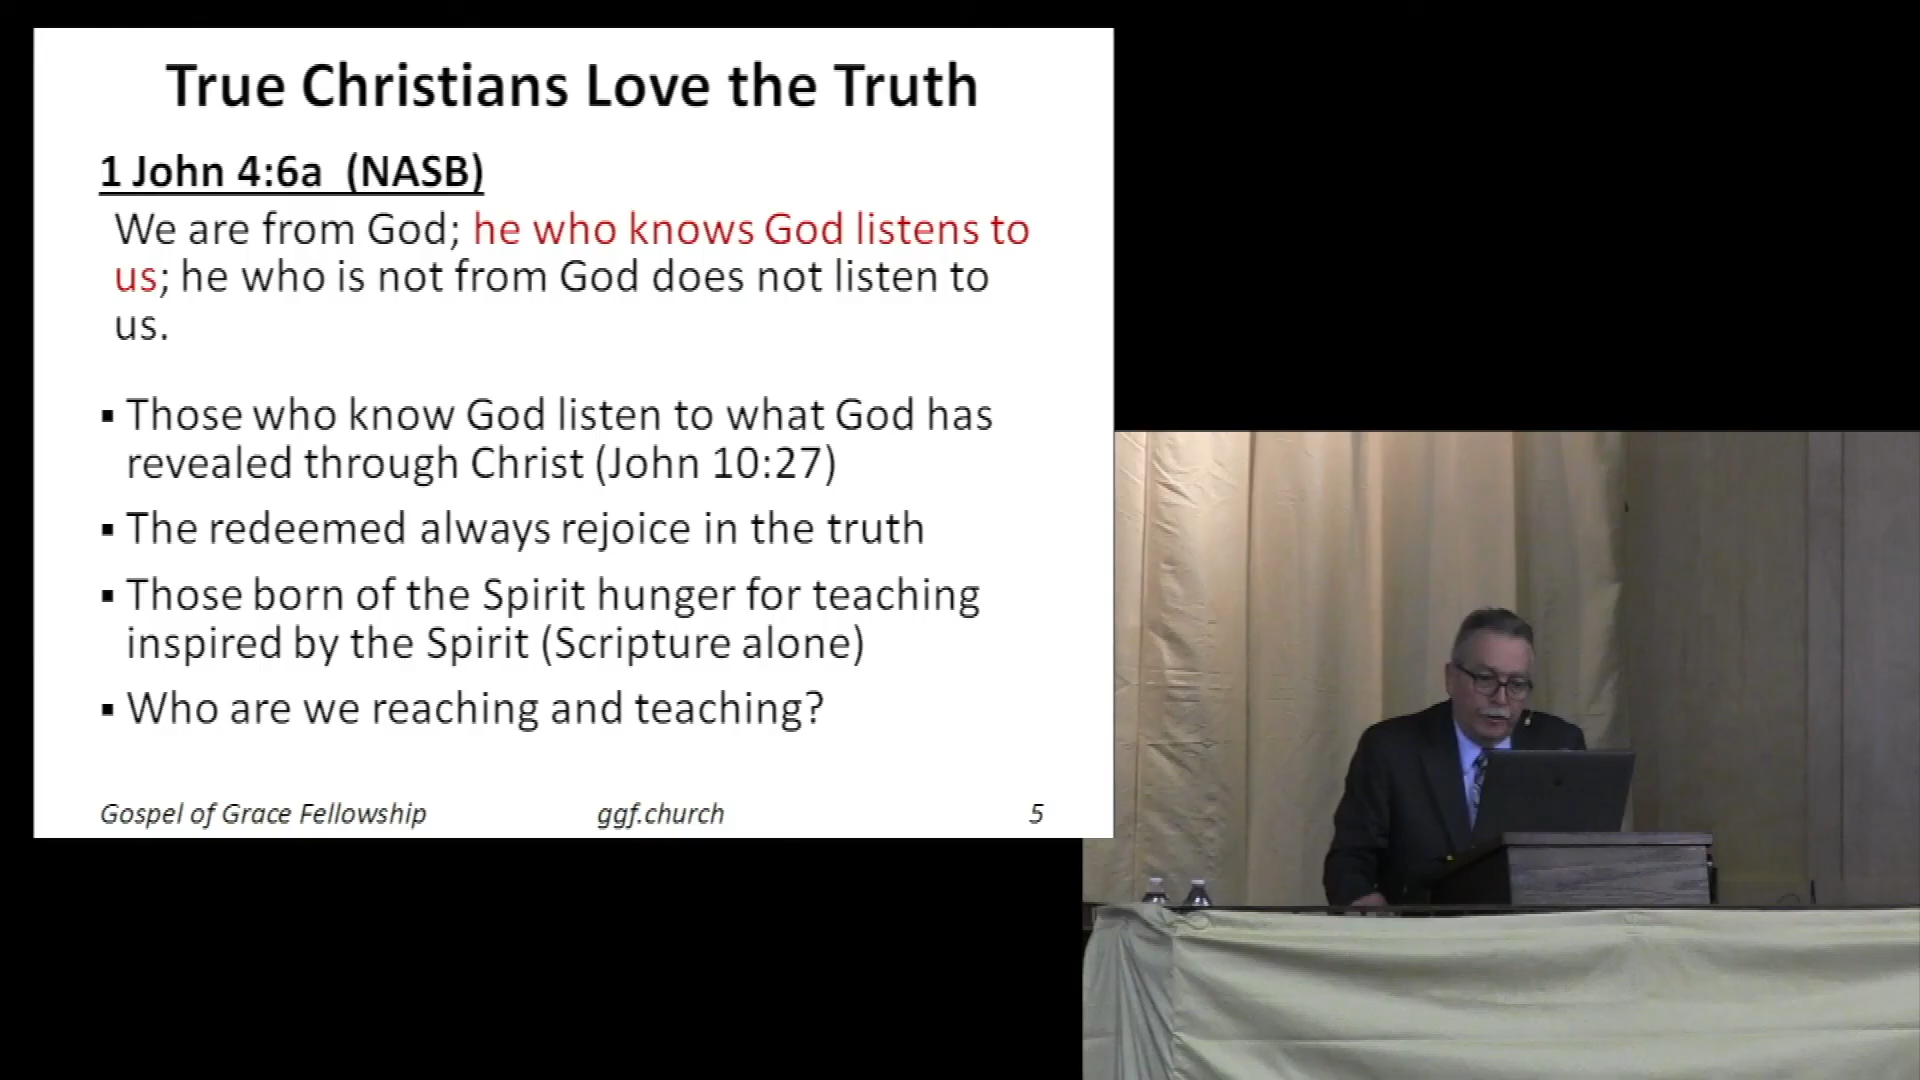 True Christians Love the Truth
1 John 4:6a (NASB)
We are from God; he who knows God listens to
us; he who is not from God does not listen to
us.
▪ Those who know God listen to what God has
revealed through Christ (John 10:27)
▪ The redeemed always rejoice in the truth
▪ Those born of the Spirit hunger for teaching
inspired by the Spirit (Scripture alone)
▪ Who are we reaching and teaching?
Gospel of Grace Fellowship ggf.church 5